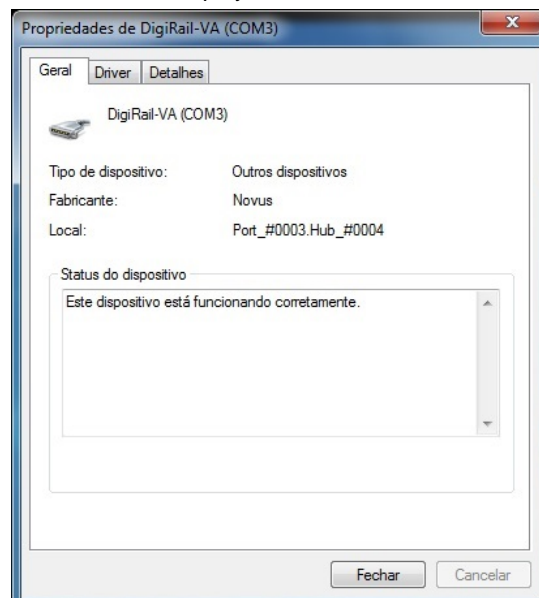 Propriedades de DigiRail-VA (COM3)
Geral Driver Detalhes
DigiRail-VA (COM3)
Tipo de dispositivo: Outros dispositivos
Fabricante: Novus
Local: Port_#0003.Hub_#0004
Status do dispositivo
Este dispositivo está funcionando corretamente.
Fechar Cancelar